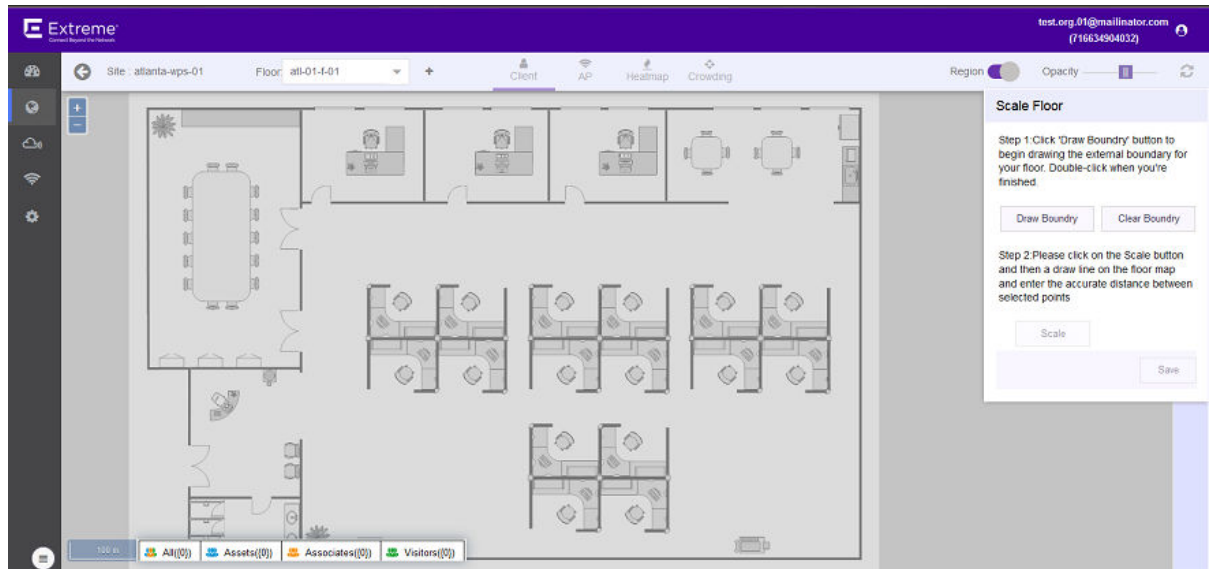 Extreme
Connect Beyond the Network
test.org.01@mailinator.com
(716634904032)
Site : atlanta-wps-01
Floor: atl-01-f-01
+
Client
AP
Heatmap
Crowding
Region
Opacity
+
−
Scale Floor
Step 1:Click 'Draw Boundry' button to
begin drawing the external boundary for
your floor. Double-click when you're
finished
Draw Boundry
Clear Boundry
Step 2:Please click on the Scale button
and then a draw line on the floor map
and enter the accurate distance between
selected points
Scale
Save
100 m
All({0})
Assets({0})
Associates({0})
Visitors({0})